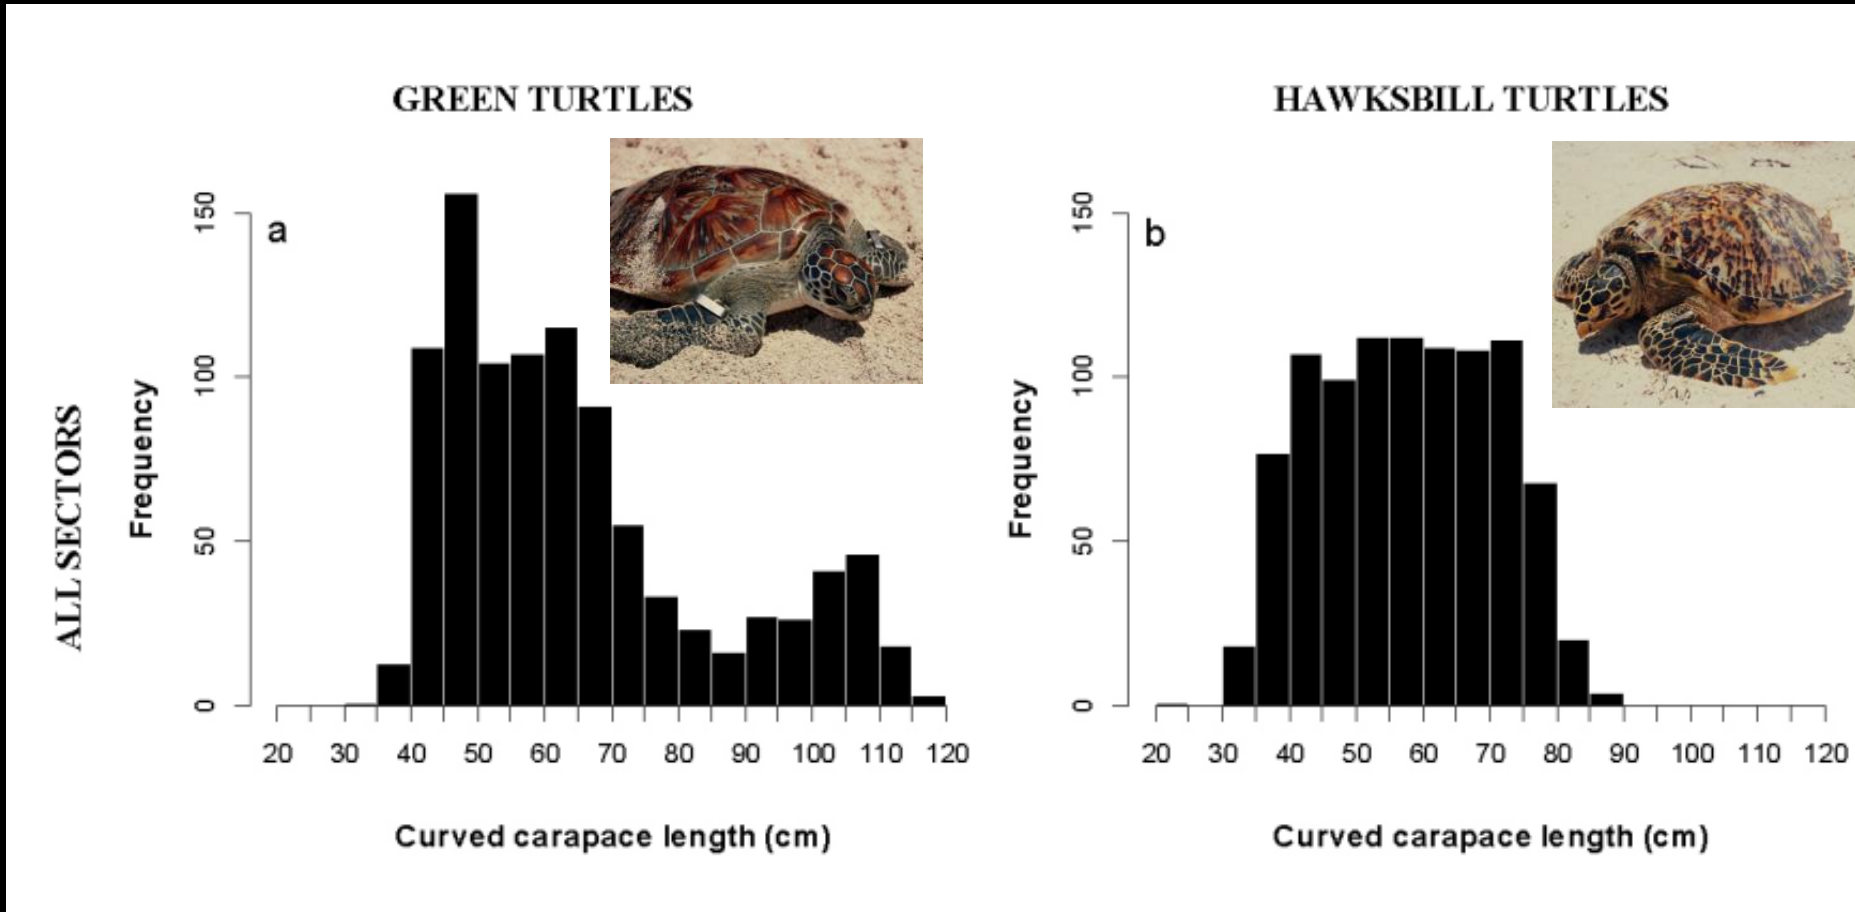 GREEN TURTLES
HAWKSBILL TURTLES
ALL SECTORS
a
Frequency
150
100
50
0
20 30 40 50 60 70 80 90 100 110 120
Curved carapace length (cm)
b
Frequency
150
100
50
0
20 30 40 50 60 70 80 90 100 110 120
Curved carapace length (cm)